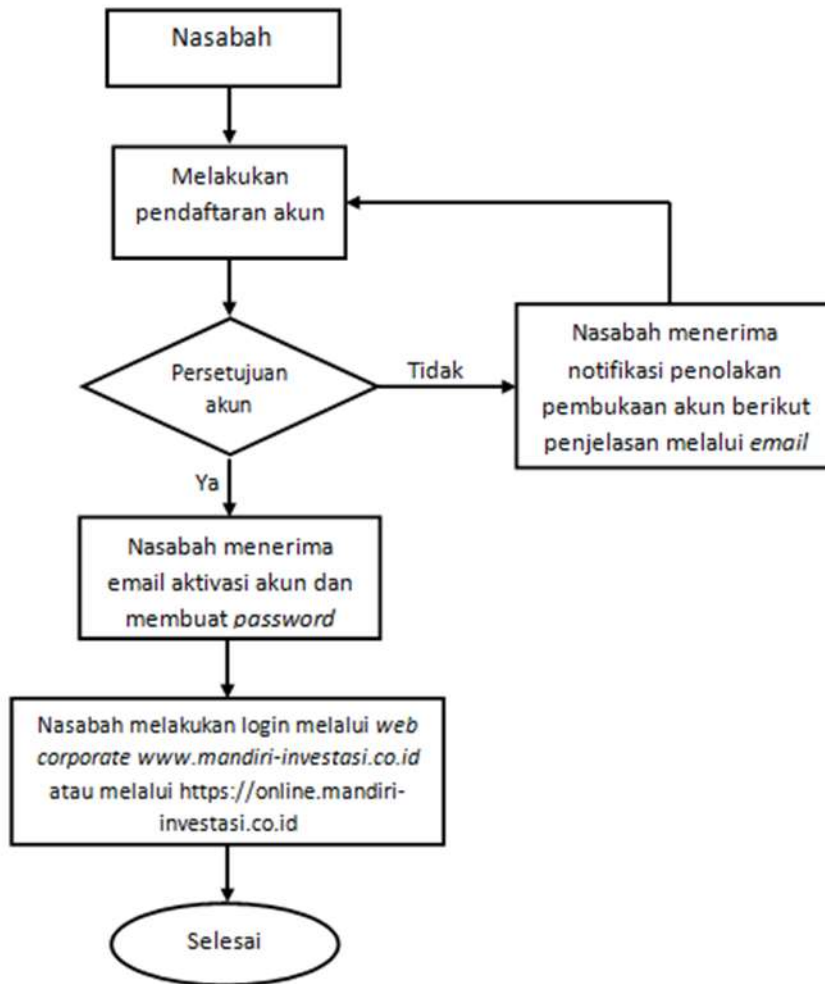 Nasabah
Melakukan
pendaftaran akun
Persetujuan
akun
Tidak
Nasabah menerima
notifikasi penolakan
pembukaan akun berikut
penjelasan melalui email
Ya
Nasabah menerima
email aktivasi akun dan
membuat password
Nasabah melakukan login melalui web
corporate www.mandiri-investasi.co.id
atau melalui https://online.mandiri-
investasi.co.id
Selesai